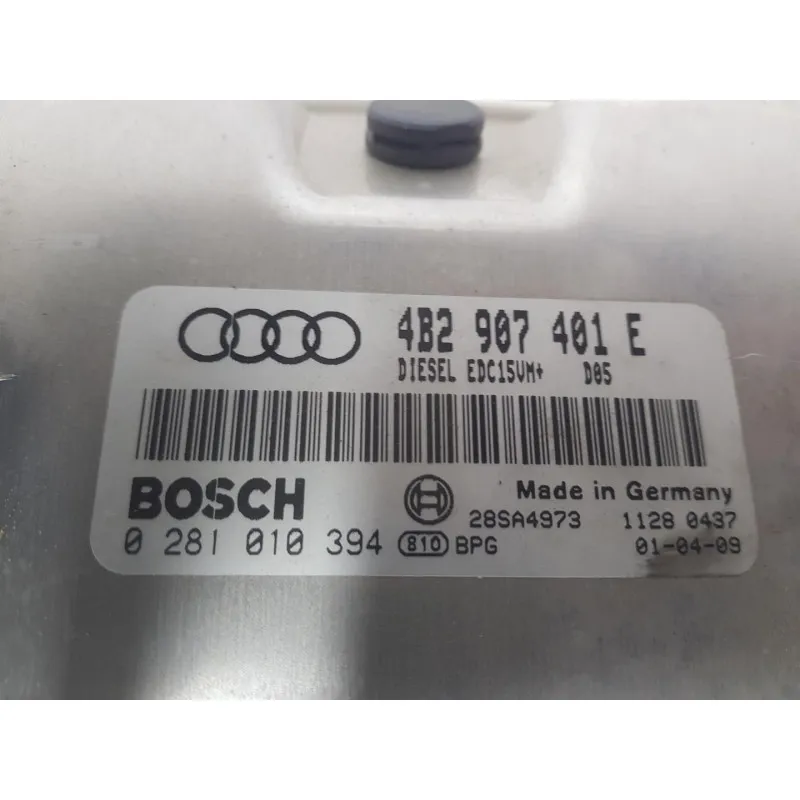 4B2 907 401 E
DIESEL EDC15VM+ D05
BOSCH Made in Germany
28SA4973 1128 0437
0 281 010 394 810 BPG 01-04-09